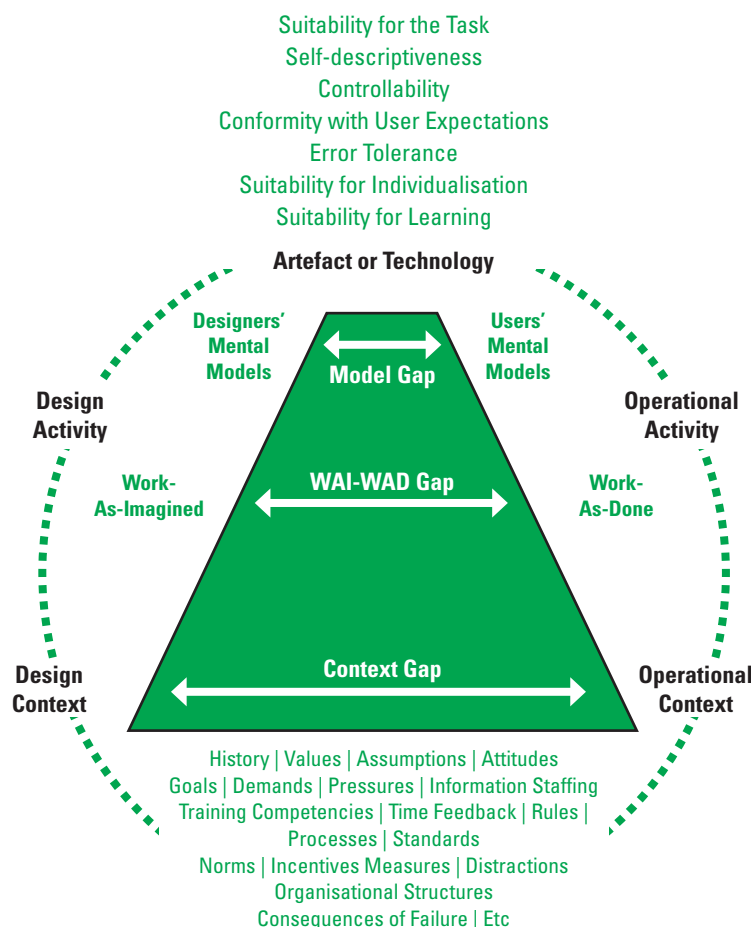 Suitability for the Task
Self-descriptiveness
Controllability
Conformity with User Expectations
Error Tolerance
Suitability for Individualisation
Suitability for Learning
Artefact or Technology
Designers’
Mental
Models
Users’
Mental
Models
Model Gap
Design
Activity
Operational
Activity
Work-
As-Imagined
WAI-WAD Gap
Work-
As-Done
Design
Context
Context Gap
Operational
Context
History | Values | Assumptions | Attitudes
Goals | Demands | Pressures | Information Staffing
Training Competencies | Time Feedback | Rules |
Processes | Standards
Norms | Incentives Measures | Distractions
Organisational Structures
Consequences of Failure | Etc